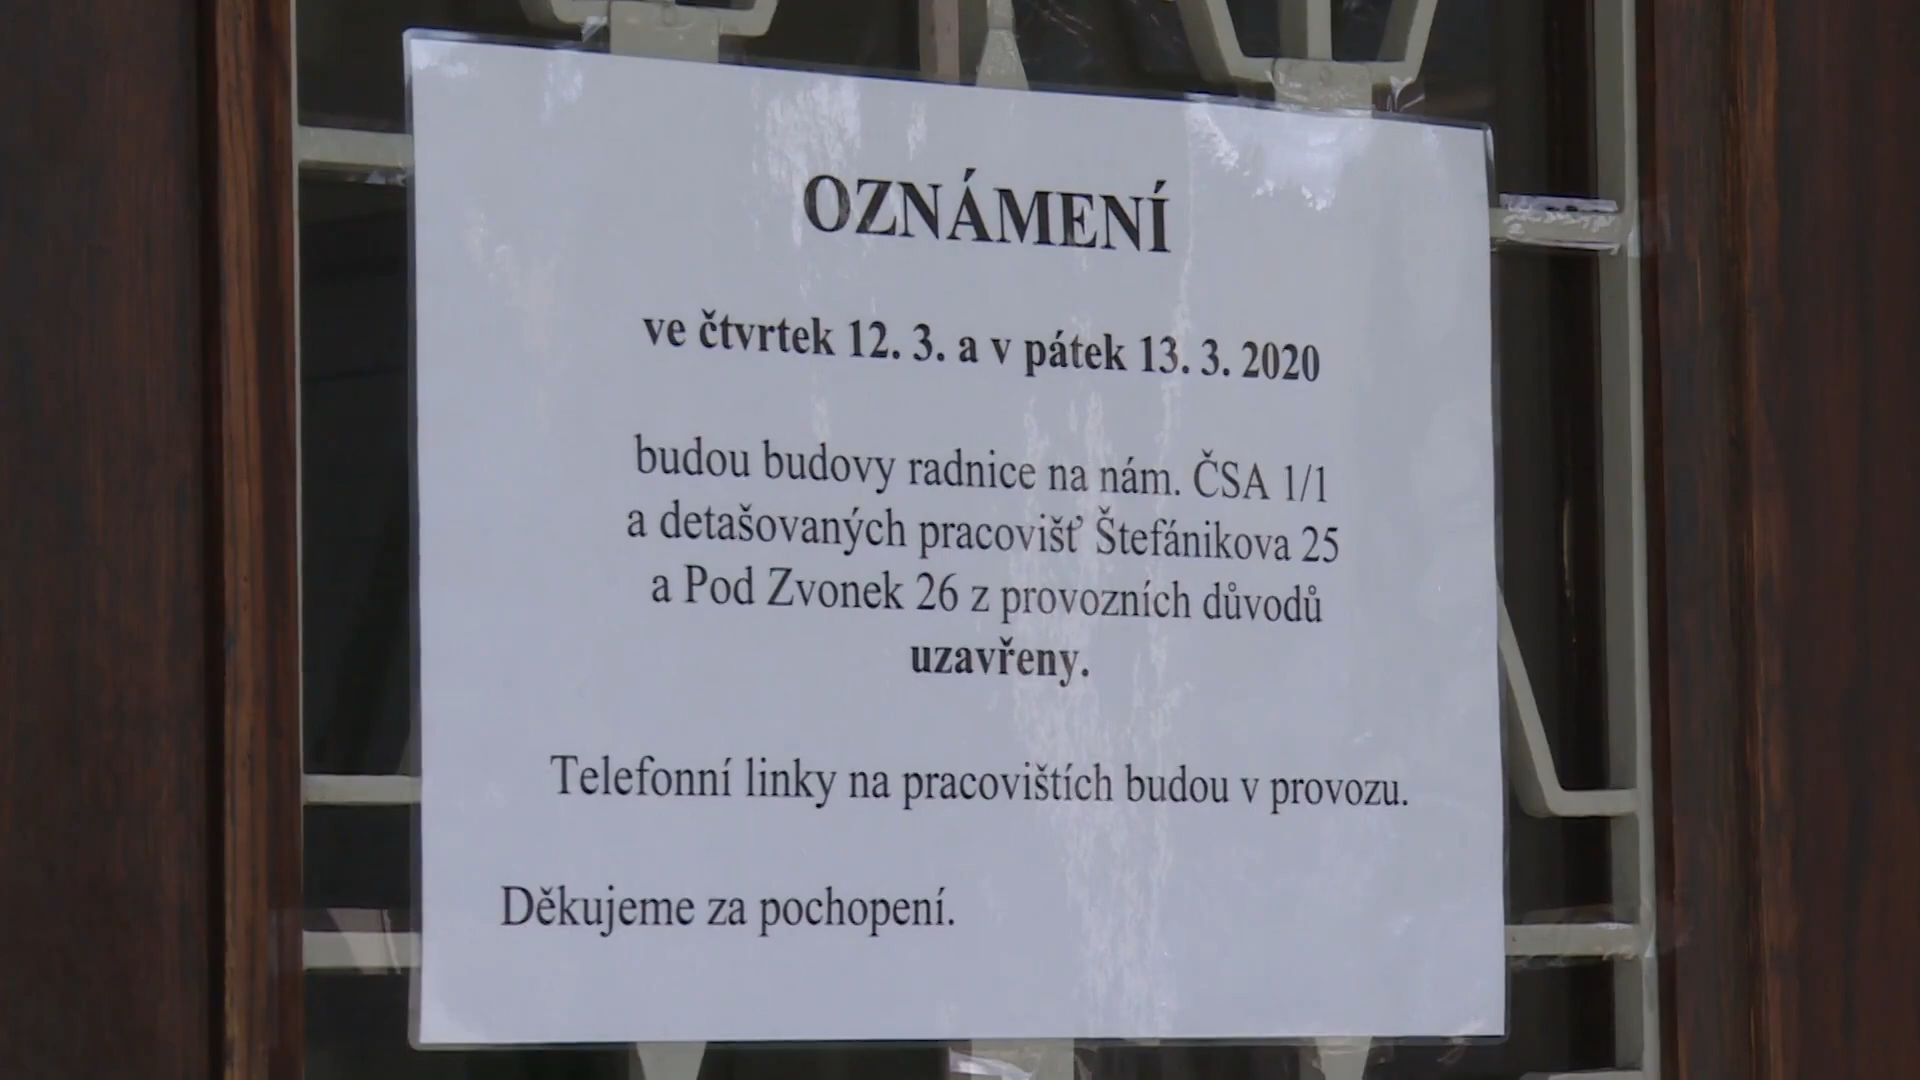 OZNÁMENÍ
ve čtvrtek 12. 3. a v pátek 13. 3. 2020
budou budovy radnice na nám. ČSA 1/1
a detašovaných pracovišť Štefánikova 25
a Pod Zvonek 26 z provozních důvodů
uzavřeny.
Telefonní linky na pracovištích budou v provozu.
Děkujeme za pochopení.